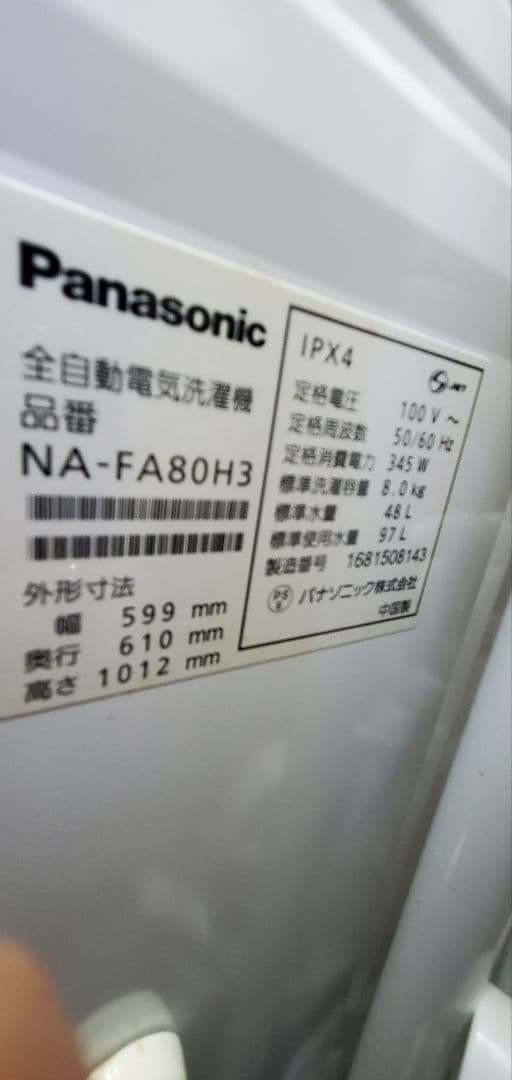 Panasonic
全自動電気洗濯機
品番
NA-FA80H3
外形寸法
幅 599 mm
奥行 610 mm
高さ 1012 mm
IPX4
定格電圧 100 V ~
定格周波数 50/60 Hz
定格消費電力 345 W
標準洗濯容量 8.0 kg
標準水量 48 L
標準使用水量 97 L
製造番号 1681508143
PS E パナソニック株式会社
中国製